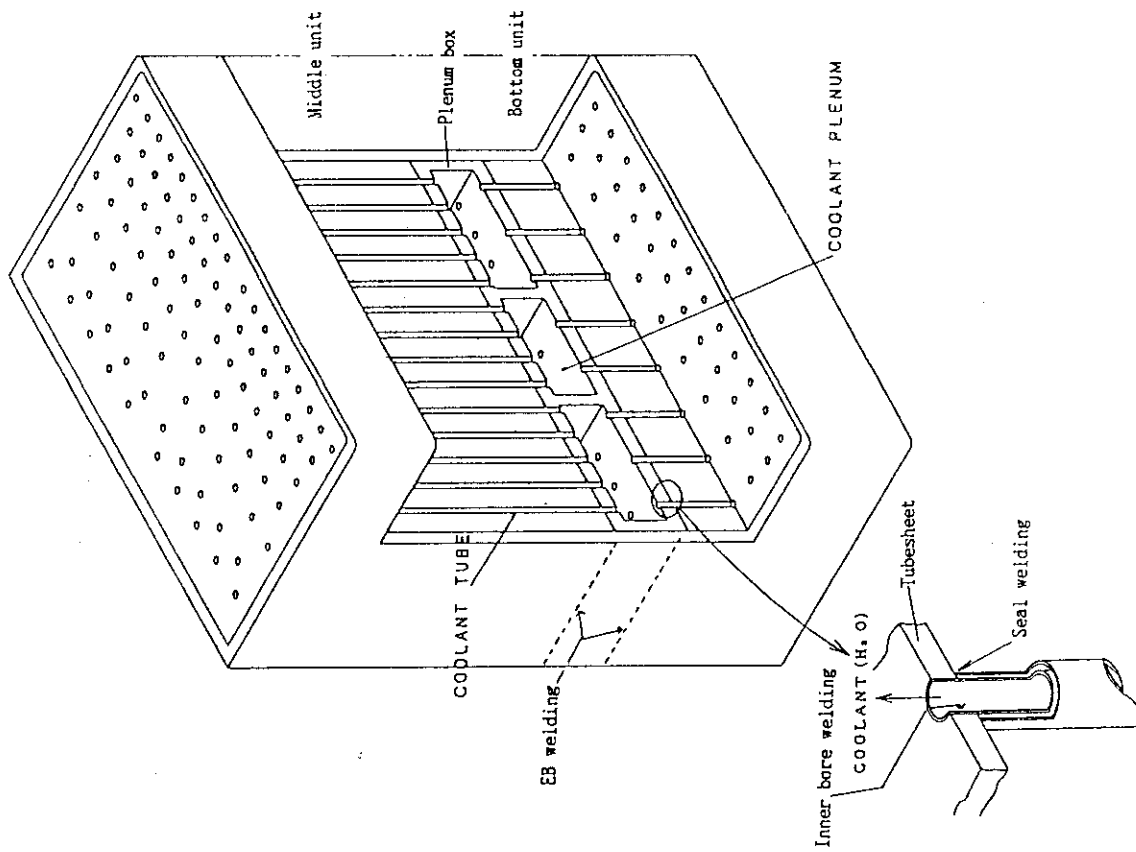 Middle unit
Plenum box
Bottom unit
COOLANT PLENUM
COOLANT TUBE
EB welding
Tubesheet
Seal welding
Inner bore welding
COOLANT (H₂O)